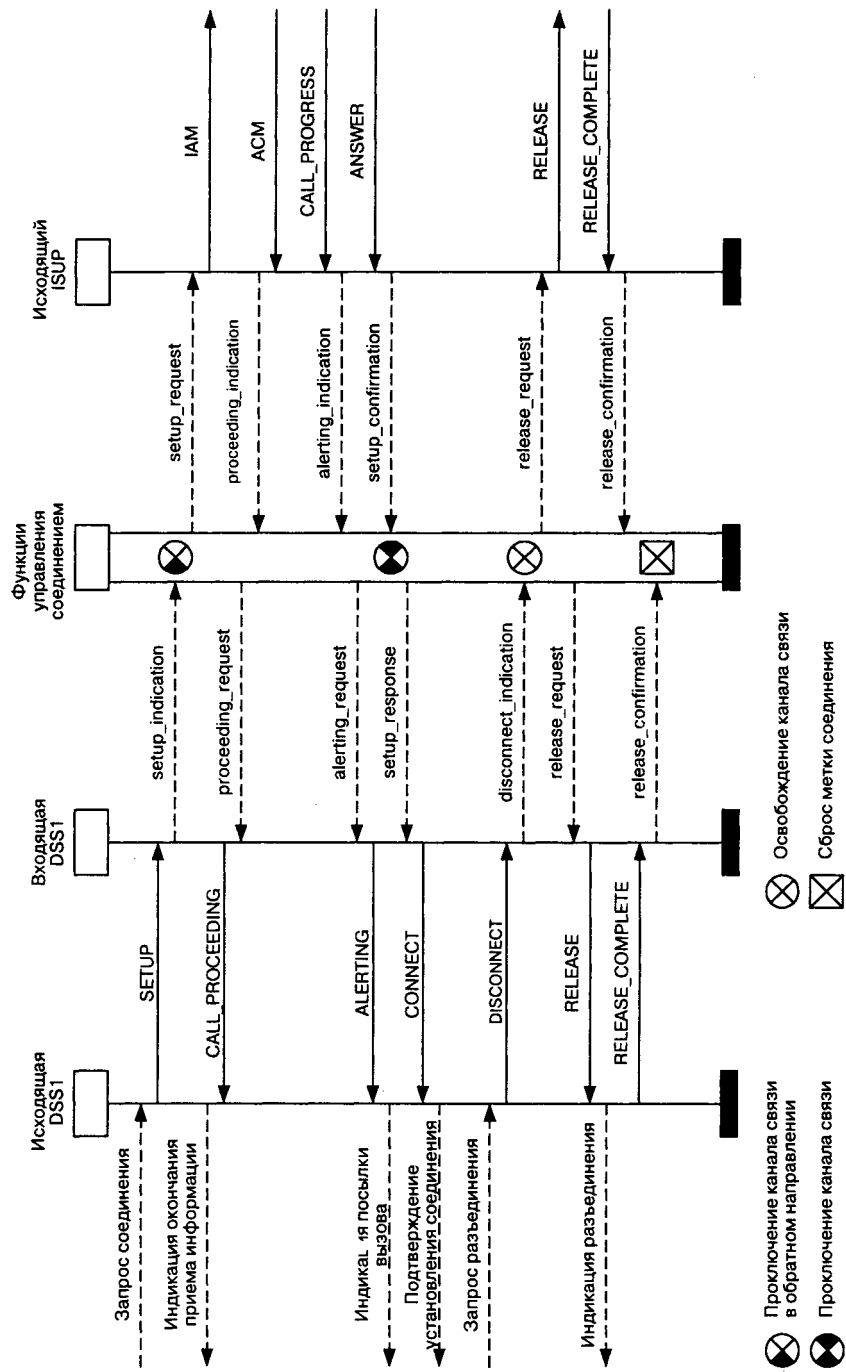 Исходящая
DSS1
Входящая
DSS1
Функции
управления
соединением
Исходящий
ISUP
Запрос соединения
SETUP
setup_indication
setup_request
IAM
Индикация окончания
приема информации
CALL_PROCEEDING
proceeding_request
proceeding_indication
ACM
CALL_PROGRESS
alerting_indication
alerting_request
ALERTING
Индикация посылки
вызова
ANSWER
setup_confirmation
setup_response
CONNECT
Подтверждение
установления соединения
Запрос разъединения
DISCONNECT
disconnect_indication
release_request
RELEASE
release_request
RELEASE
Индикация разъединения
RELEASE_COMPLETE
release_confirmation
RELEASE_COMPLETE
release_confirmation
Проключение канала связи
в обратном направлении
Проключение канала связи
Освобождение канала связи
Сброс метки соединения